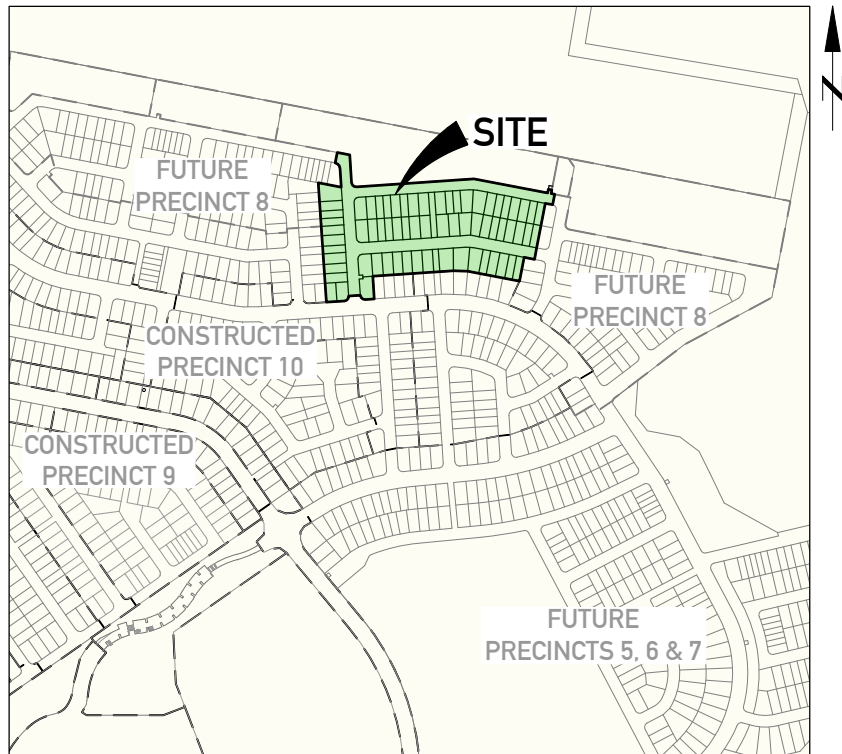 N
SITE
FUTURE
PRECINCT 8
FUTURE
PRECINCT 8
CONSTRUCTED
PRECINCT 10
CONSTRUCTED
PRECINCT 9
FUTURE
PRECINCTS 5, 6 & 7